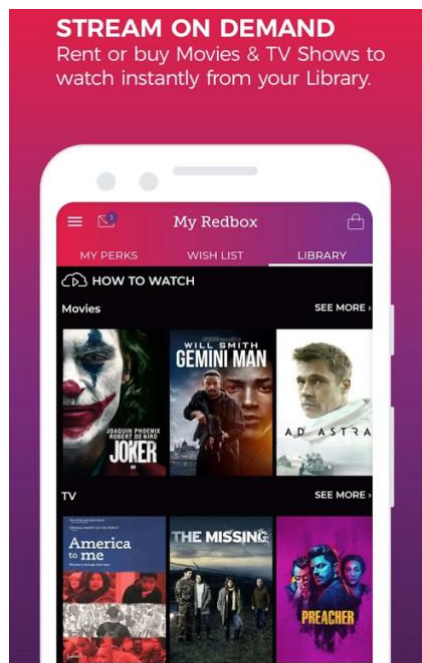 STREAM ON DEMAND
Rent or buy Movies & TV Shows to
watch instantly from your Library.
1
My Redbox
MY PERKS WISH LIST LIBRARY
HOW TO WATCH
Movies SEE MORE ›
JOAQUIN PHOENIX
ROBERT DE NIRO
JOKER
WILL SMITH
GEMINI MAN
AD ASTRA
TV SEE MORE ›
America
to me
THE MISSING
PREACHER